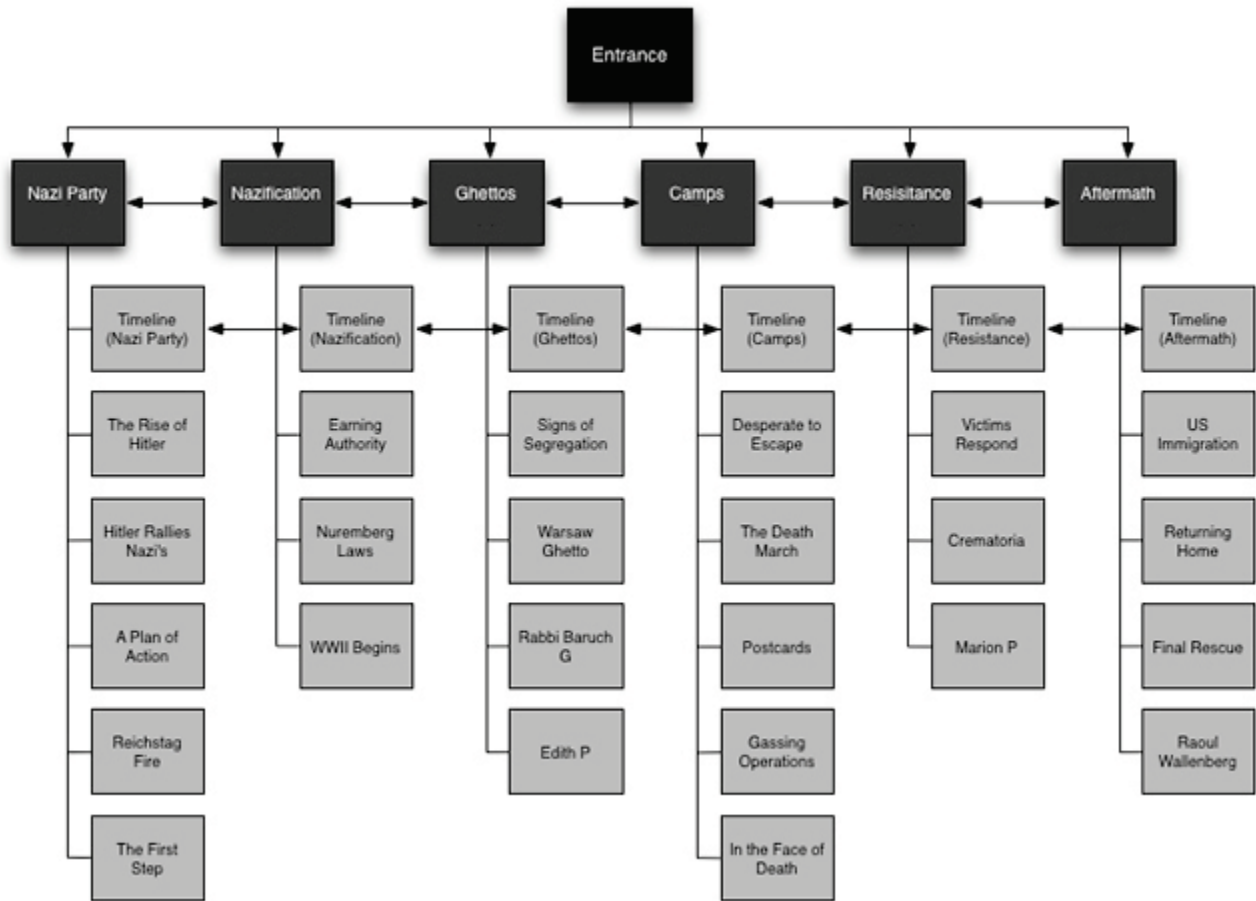 Entrance
Nazi Party
Nazification
Ghettos
Camps
Resisitance
Aftermath
Timeline
(Nazi Party)
Timeline
(Nazification)
Timeline
(Ghettos)
Timeline
(Camps)
Timeline
(Resistance)
Timeline
(Aftermath)
The Rise of
Hitler
Earning
Authority
Signs of
Segregation
Desperate to
Escape
Victims
Respond
US
Immigration
Hitler Rallies
Nazi's
Nuremberg
Laws
Warsaw
Ghetto
The Death
March
Crematoria
Returning
Home
A Plan of
Action
WWII Begins
Rabbi Baruch
G
Postcards
Marion P
Final Rescue
Reichstag
Fire
Edith P
Gassing
Operations
Raoul
Wallenberg
The First
Step
In the Face of
Death